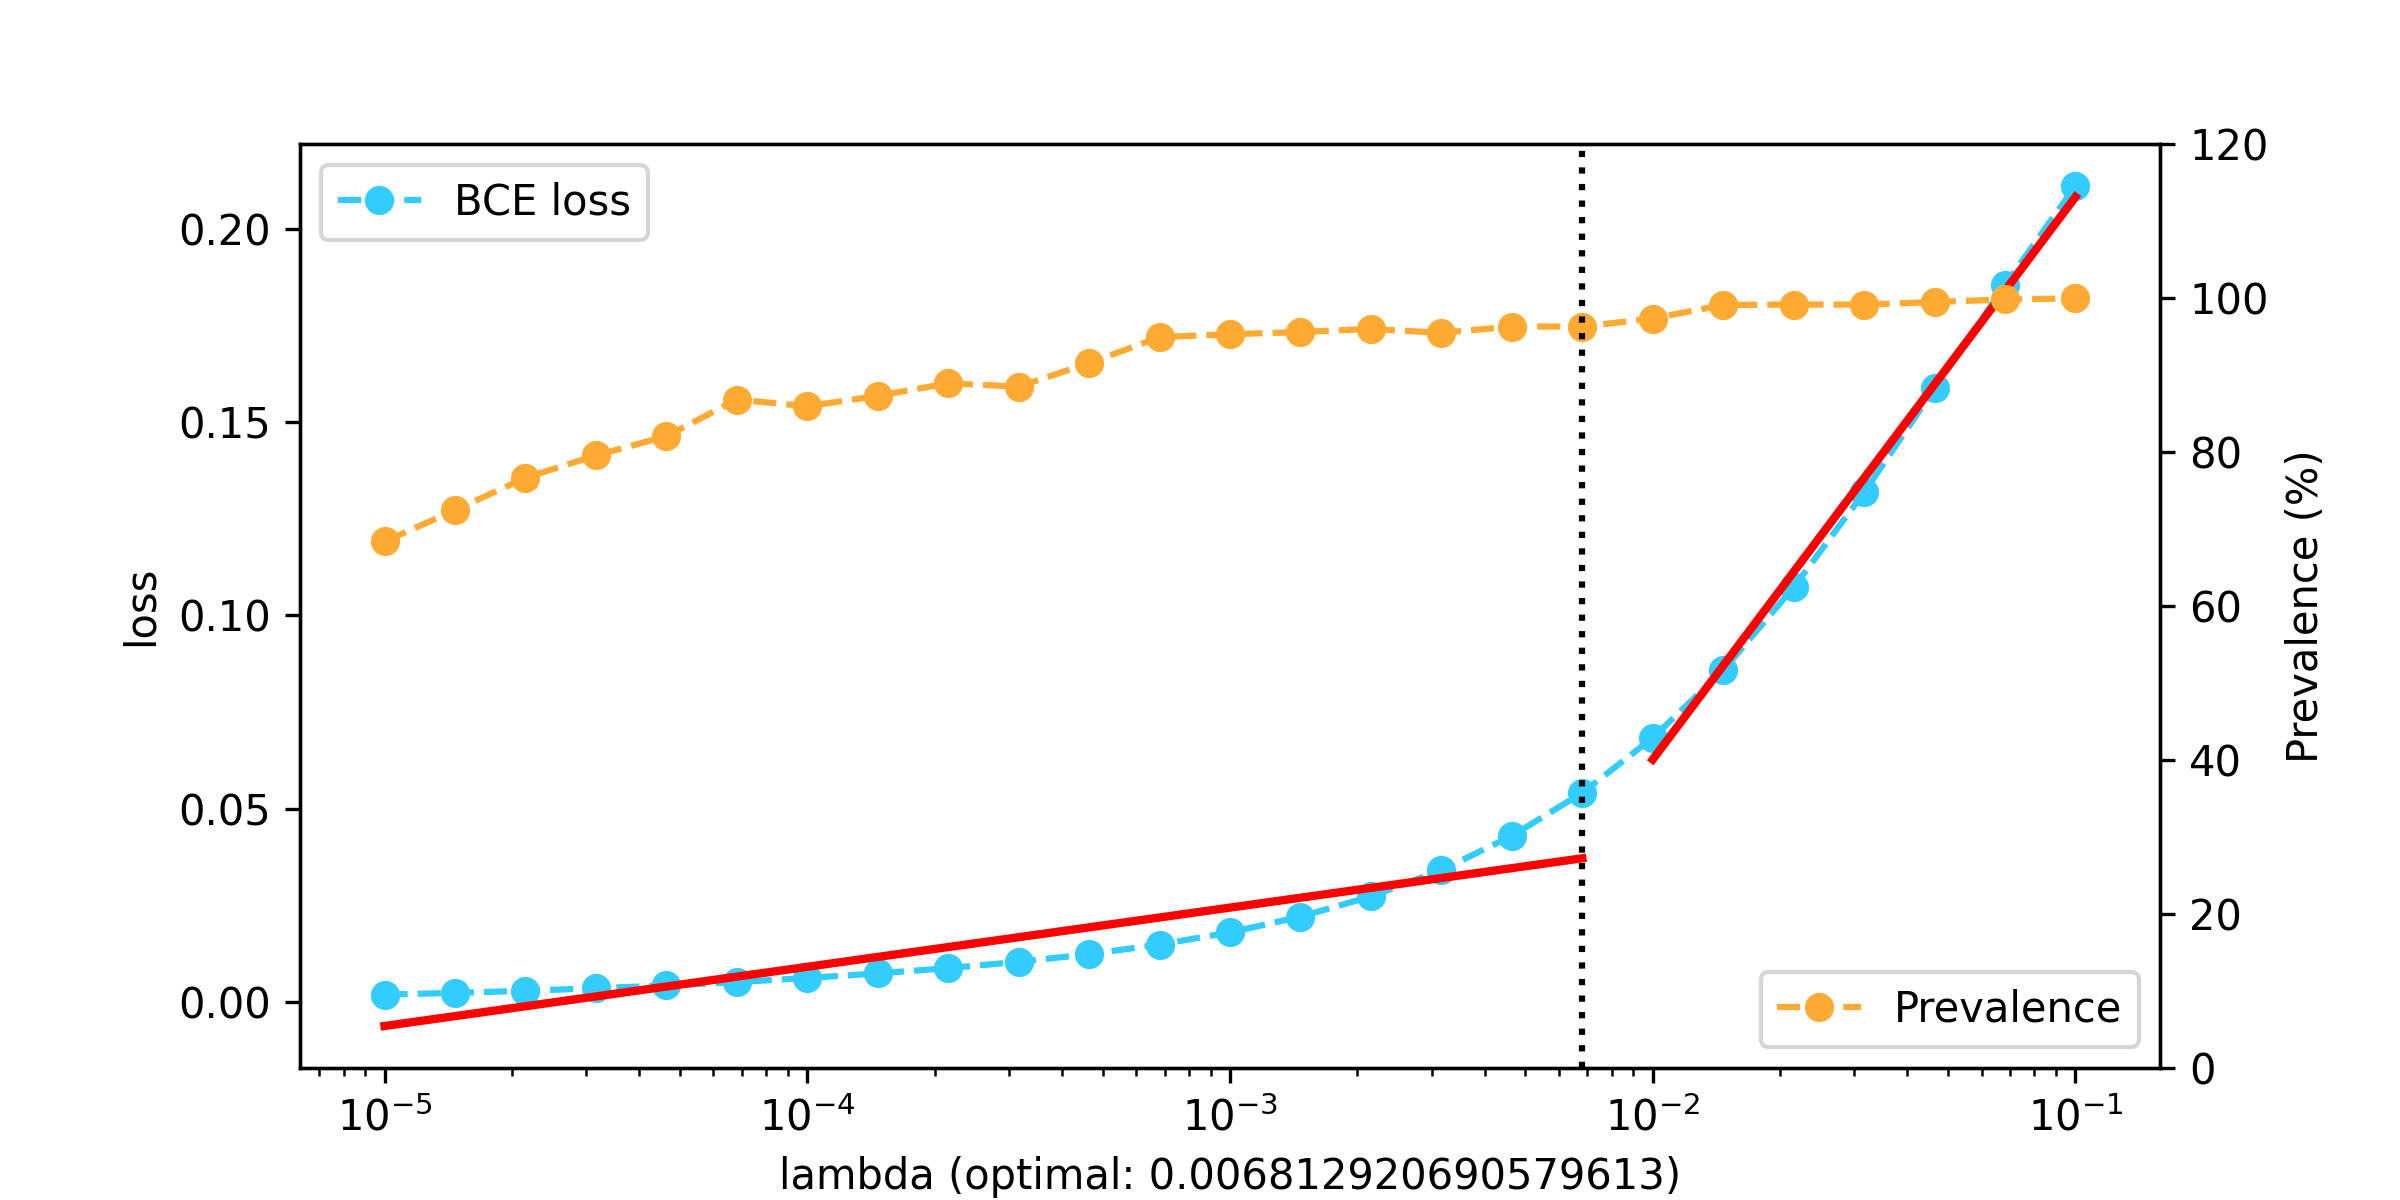 BCE loss
Prevalence
0.20
0.15
0.10
0.05
0.00
loss
120
100
80
60
40
20
0
Prevalence (%)
10⁻⁵ 10⁻⁴ 10⁻³ 10⁻² 10⁻¹
lambda (optimal: 0.006812920690579613)